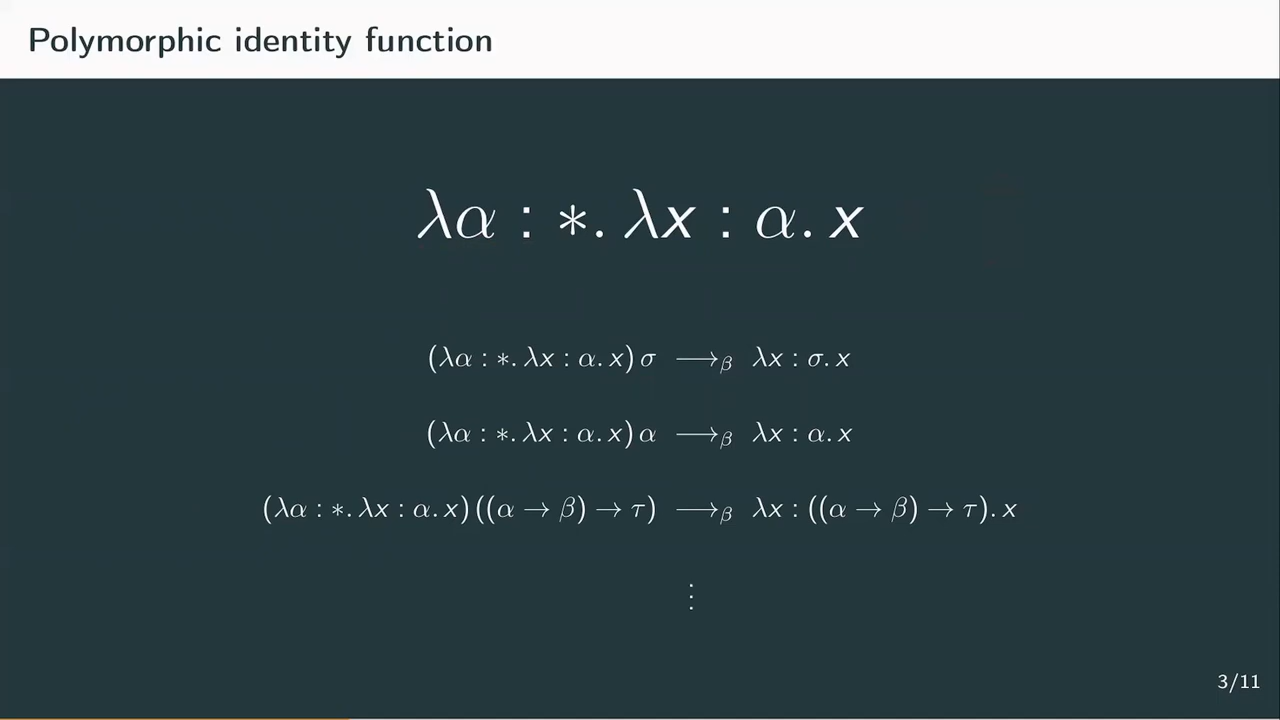 Polymorphic identity function
λα : ∗. λx : α. x
(λα : ∗. λx : α. x) σ ⟶β λx : σ. x
(λα : ∗. λx : α. x) α ⟶β λx : α. x
(λα : ∗. λx : α. x) ((α → β) → τ) ⟶β λx : ((α → β) → τ). x
⋮
3/11